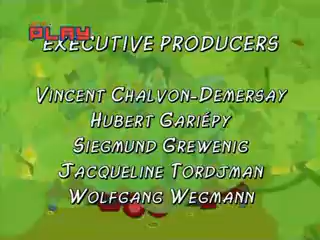 PLAY
EXECUTIVE PRODUCERS
VINCENT CHALVON-DEMERSAY
HUBERT GARIÉPY
SIEGMUND GREWENIG
JACQUELINE TORDJMAN
WOLFGANG WEGMANN